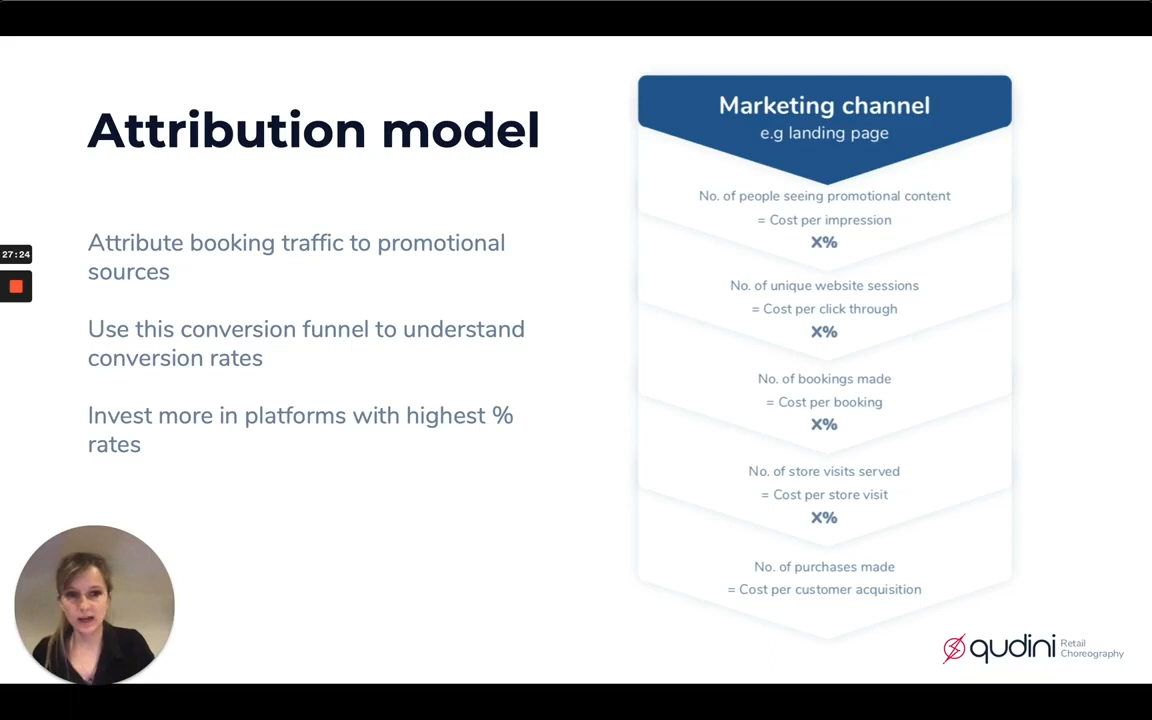 Attribution model
Attribute booking traffic to promotional
sources
Use this conversion funnel to understand
conversion rates
Invest more in platforms with highest %
rates
27:24
Marketing channel
e.g landing page
No. of people seeing promotional content
= Cost per impression
X%
No. of unique website sessions
= Cost per click through
X%
No. of bookings made
= Cost per booking
X%
No. of store visits served
= Cost per store visit
X%
No. of purchases made
= Cost per customer acquisition
qudini
Retail
Choreography